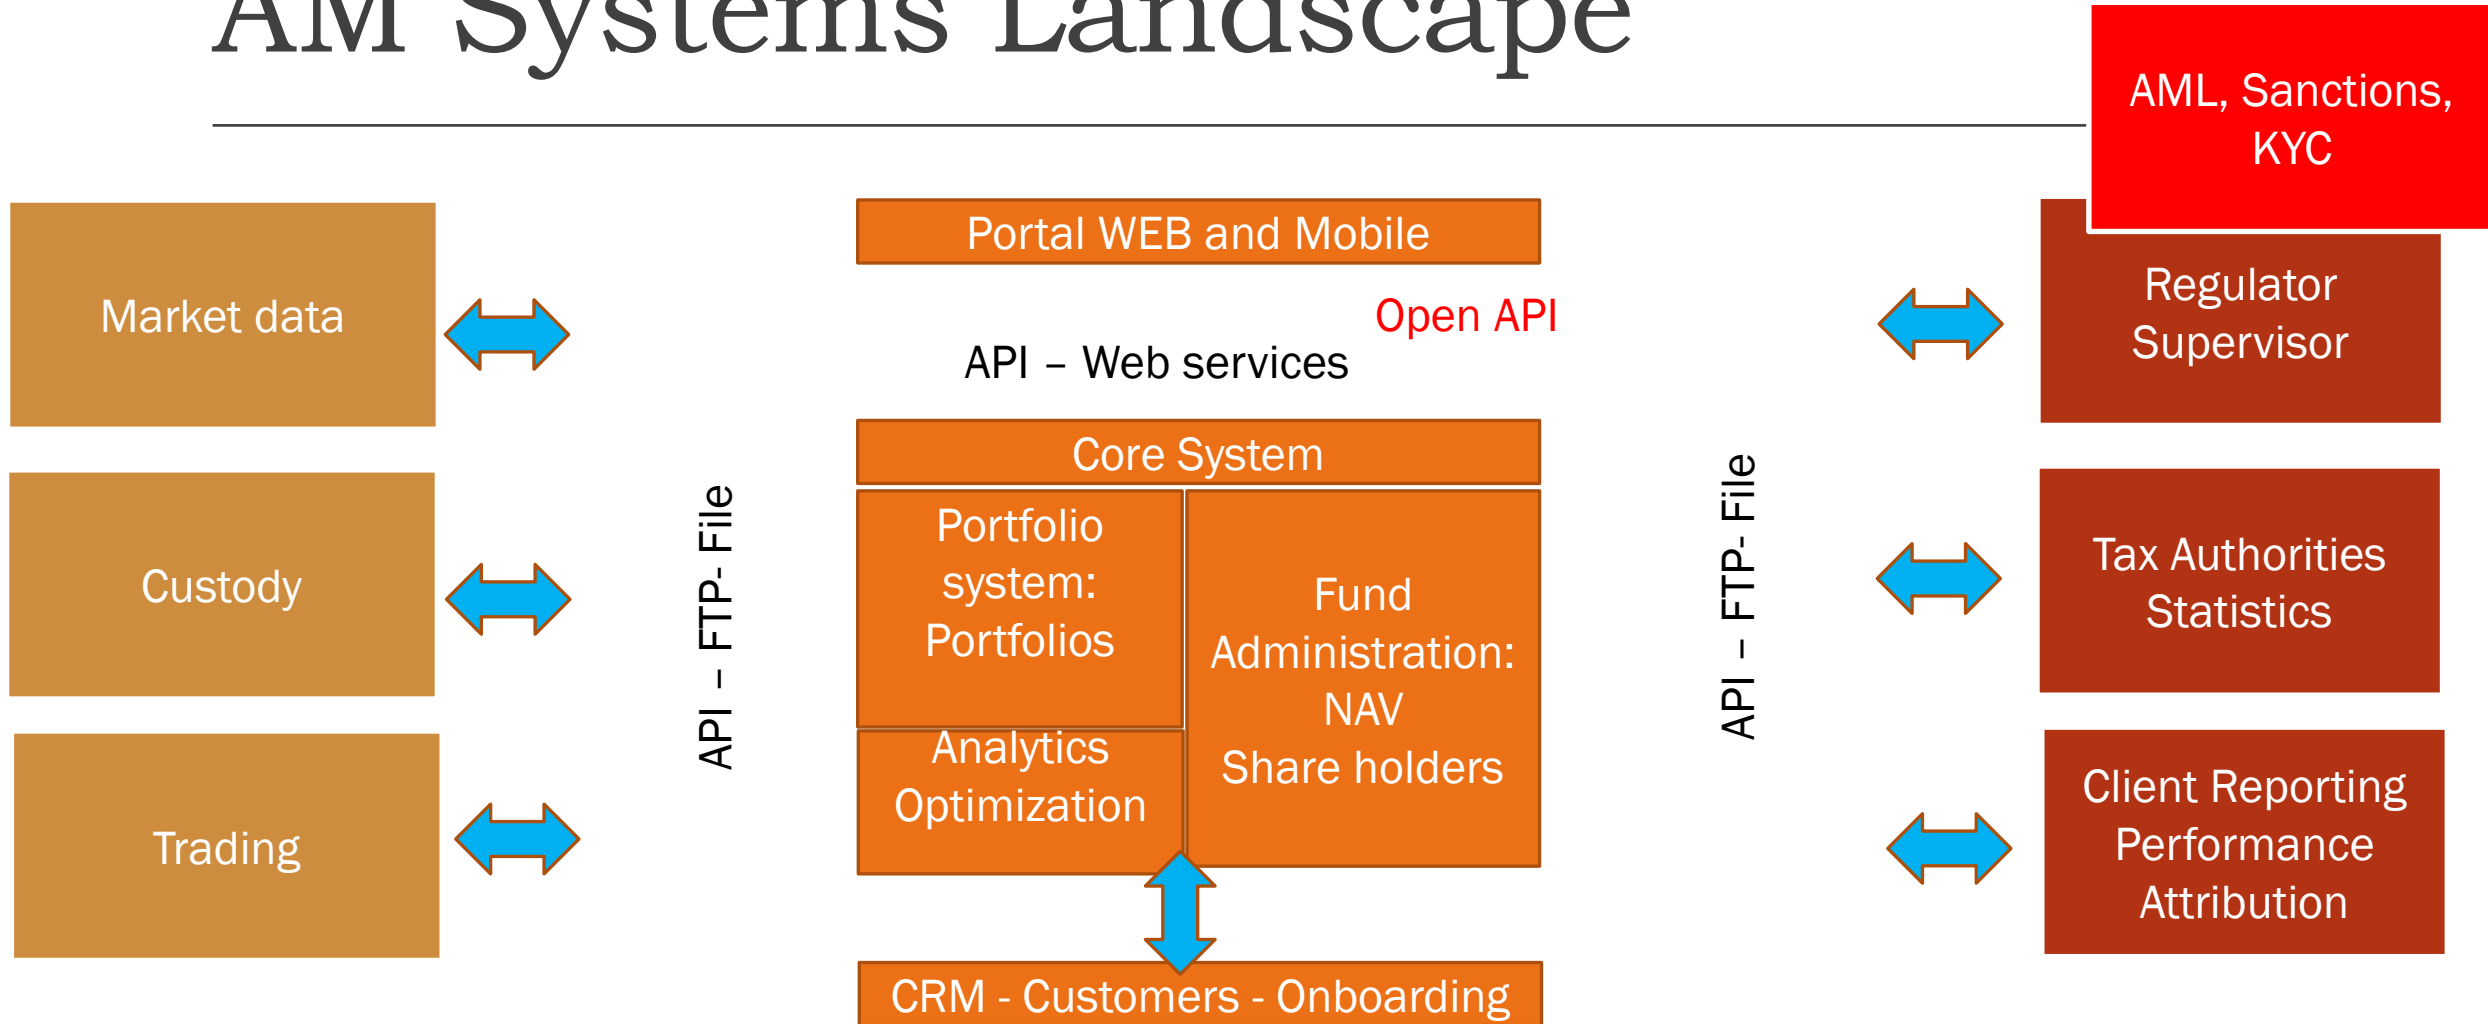 AM Systems Landscape
AML, Sanctions,
KYC
Market data
Custody
Trading
API – FTP- File
Portal WEB and Mobile
Open API
API – Web services
Core System
Portfolio
system:
Portfolios
Analytics
Optimization
Fund
Administration:
NAV
Share holders
CRM - Customers - Onboarding
API – FTP- File
Regulator
Supervisor
Tax Authorities
Statistics
Client Reporting
Performance
Attribution